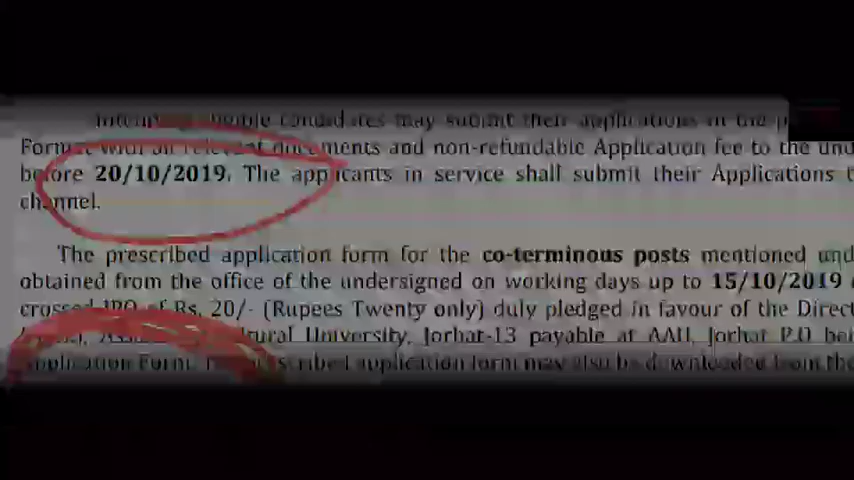 Intending eligible candidates may submit their applications in the p
Format with all relevant documents and non-refundable Application fee to the und
before 20/10/2019. The applicants in service shall submit their Applications t
channel.
The prescribed application form for the co-terminous posts mentioned und
obtained from the office of the undersigned on working days up to 15/10/2019
crossed IPO of Rs. 20/- (Rupees Twenty only) duly pledged in favour of the Direct
University, Jorhat-13 payable at AAU, Jorhat P.O
Application Form. prescribed application form may also be downloaded from the